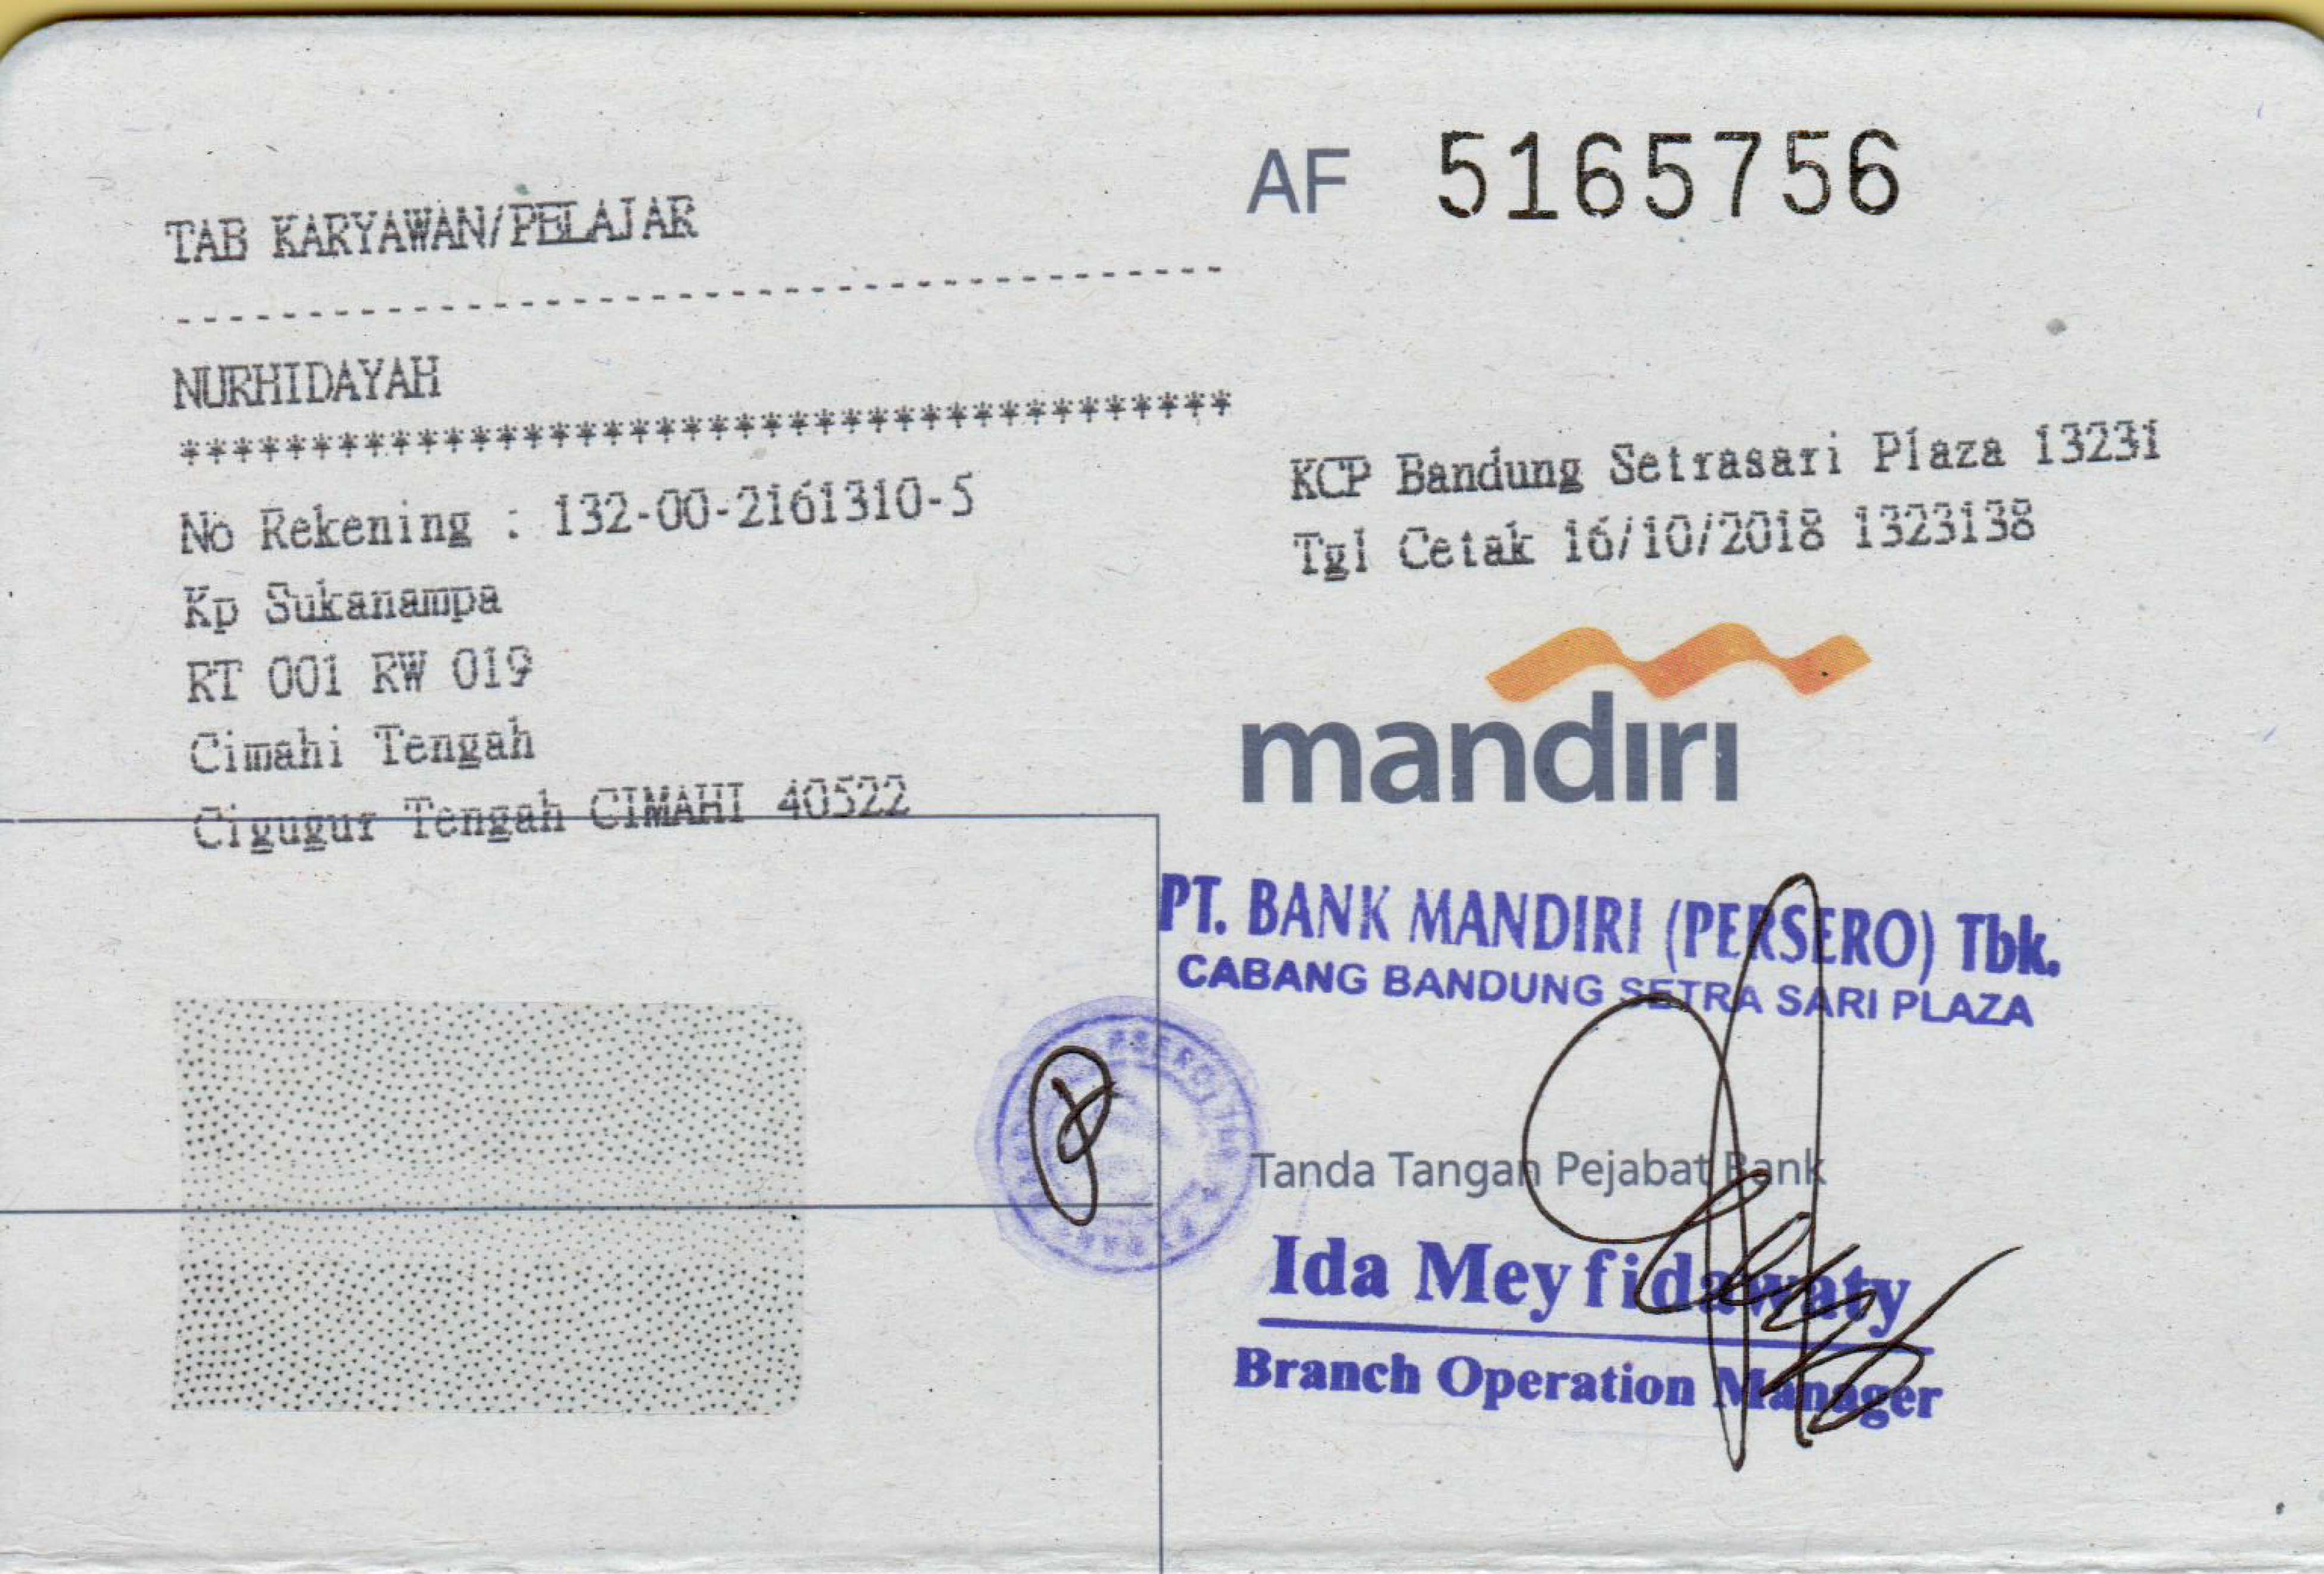 AF 5165756
TAB KARYAWAN/PELAJAR
----------------------------------------
NURHIDAYAH
****************************************
No Rekening : 132-00-2161310-5
Kp Sukanampa
RT 001 RW 019
Cimahi Tengah
Cigugur Tengah CIMAHI 40522
KCP Bandung Setrasari Plaza 13231
Tgl Cetak 16/10/2018 1323138
mandırı
PT. BANK MANDIRI (PERSERO) Tbk.
CABANG BANDUNG SETRA SARI PLAZA
Tanda Tangan Pejabat Bank
Ida Meyfidawaty
Branch Operation Manager